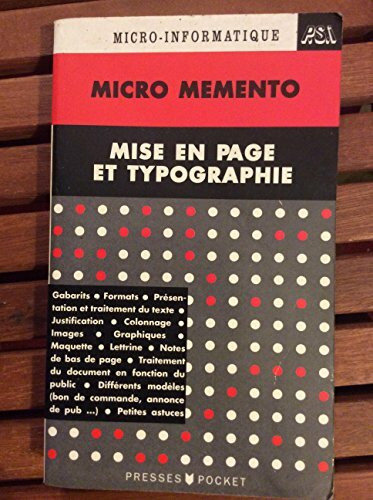 MICRO-INFORMATIQUE PSI
MICRO MEMENTO
MISE EN PAGE
ET TYPOGRAPHIE
Gabarits • Formats • Présen-
tation et traitement du texte •
Justification • Colonnage •
Images • Graphiques •
Maquette • Lettrine • Notes
de bas de page • Traitement
du document en fonction du
public • Différents modèles
(bon de commande, annonce
de pub ...) • Petites astuces
PRESSES POCKET